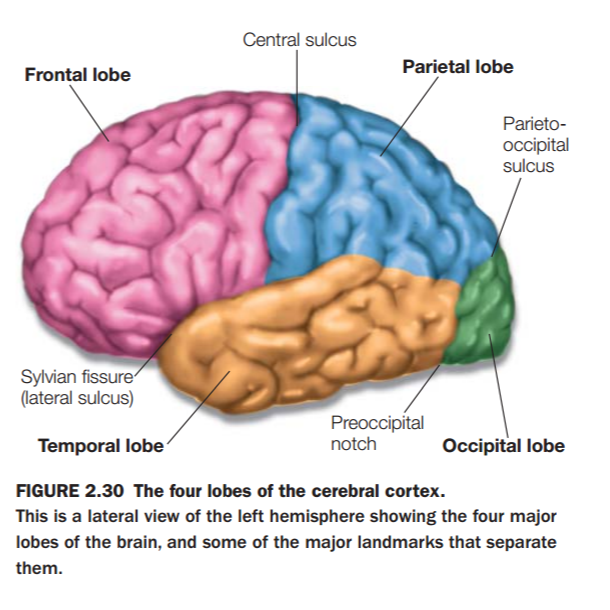 Central sulcus
Frontal lobe
Parietal lobe
Parieto-
occipital
sulcus
Sylvian fissure
(lateral sulcus)
Preoccipital
notch
Temporal lobe
Occipital lobe
FIGURE 2.30 The four lobes of the cerebral cortex.
This is a lateral view of the left hemisphere showing the four major
lobes of the brain, and some of the major landmarks that separate
them.